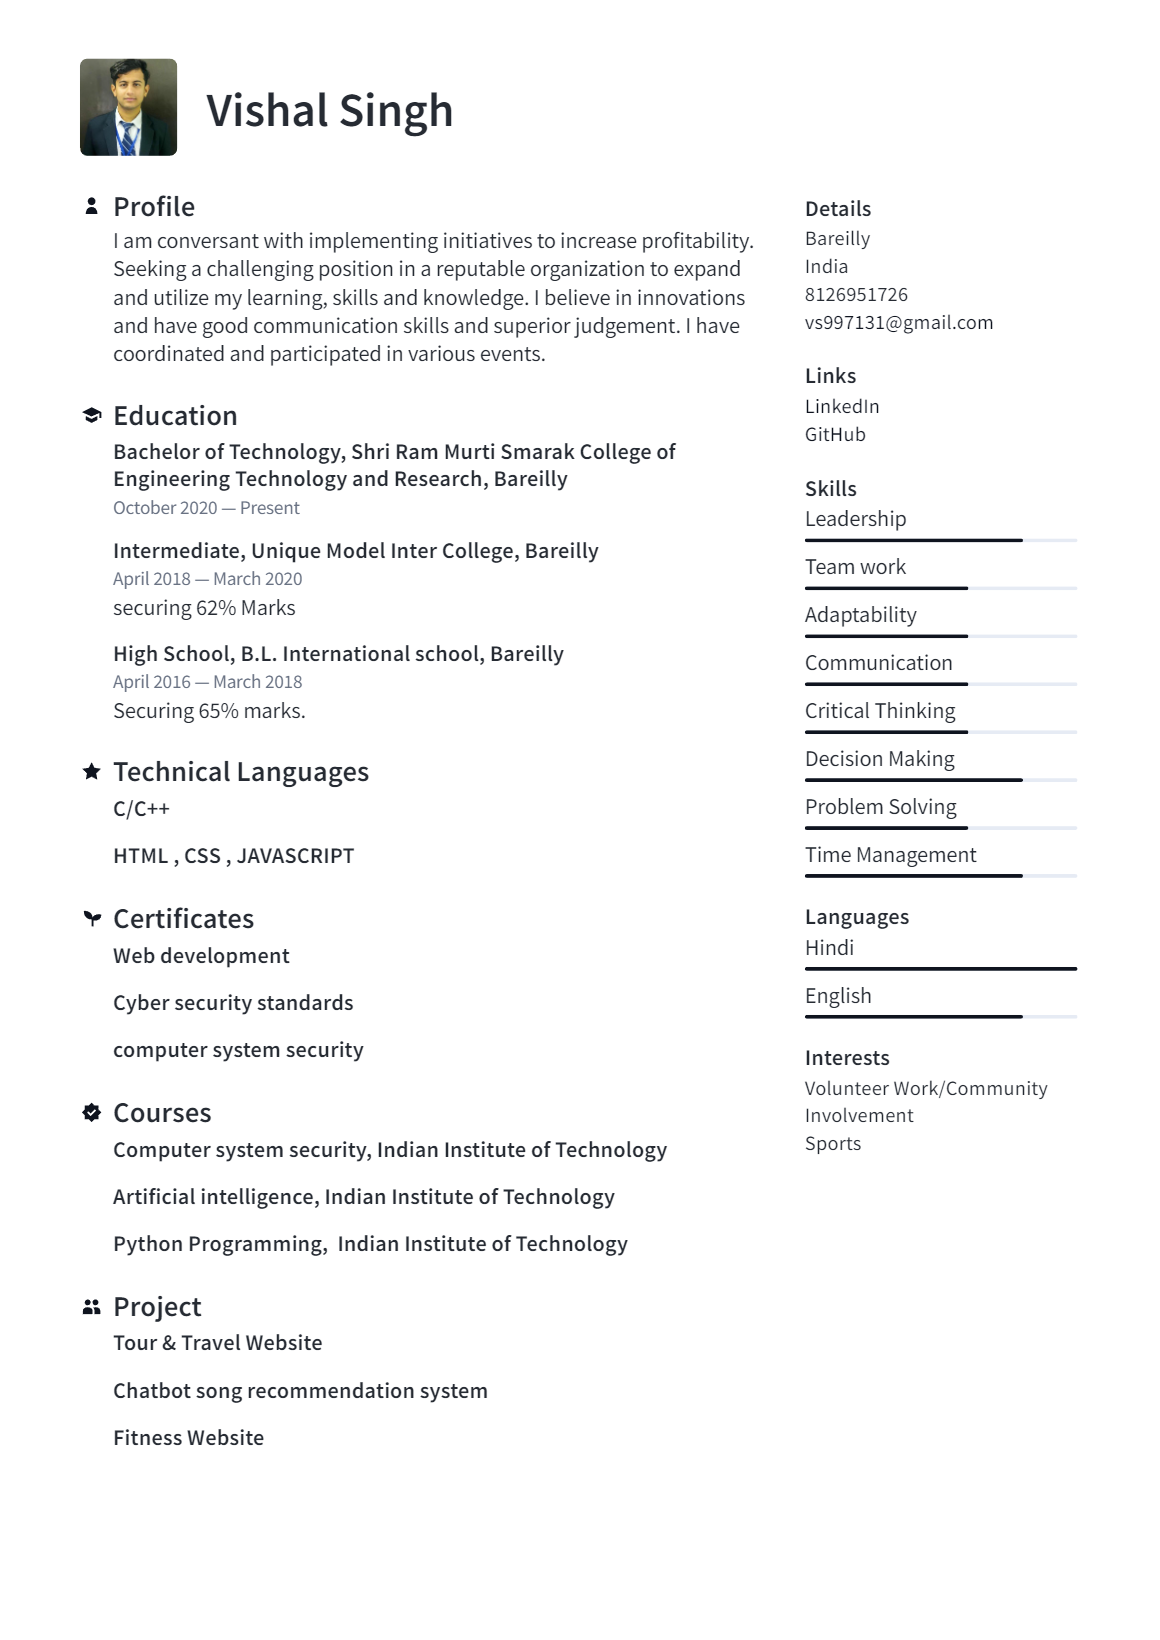 Vishal Singh
Profile
I am conversant with implementing initiatives to increase profitability.
Seeking a challenging position in a reputable organization to expand
and utilize my learning, skills and knowledge. I believe in innovations
and have good communication skills and superior judgement. I have
coordinated and participated in various events.
Education
Bachelor of Technology, Shri Ram Murti Smarak College of
Engineering Technology and Research, Bareilly
October 2020 — Present
Intermediate, Unique Model Inter College, Bareilly
April 2018 — March 2020
securing 62% Marks
High School, B.L. International school, Bareilly
April 2016 — March 2018
Securing 65% marks.
Technical Languages
C/C++
HTML , CSS , JAVASCRIPT
Certificates
Web development
Cyber security standards
computer system security
Courses
Computer system security, Indian Institute of Technology
Artificial intelligence, Indian Institute of Technology
Python Programming,  Indian Institute of Technology
Project
Tour & Travel Website
Chatbot song recommendation system
Fitness Website
Details
Bareilly
India
8126951726
vs997131@gmail.com
Links
LinkedIn
GitHub
Skills
Leadership
Team work
Adaptability
Communication
Critical Thinking
Decision Making
Problem Solving
Time Management
Languages
Hindi
English
Interests
Volunteer Work/Community
Involvement
Sports